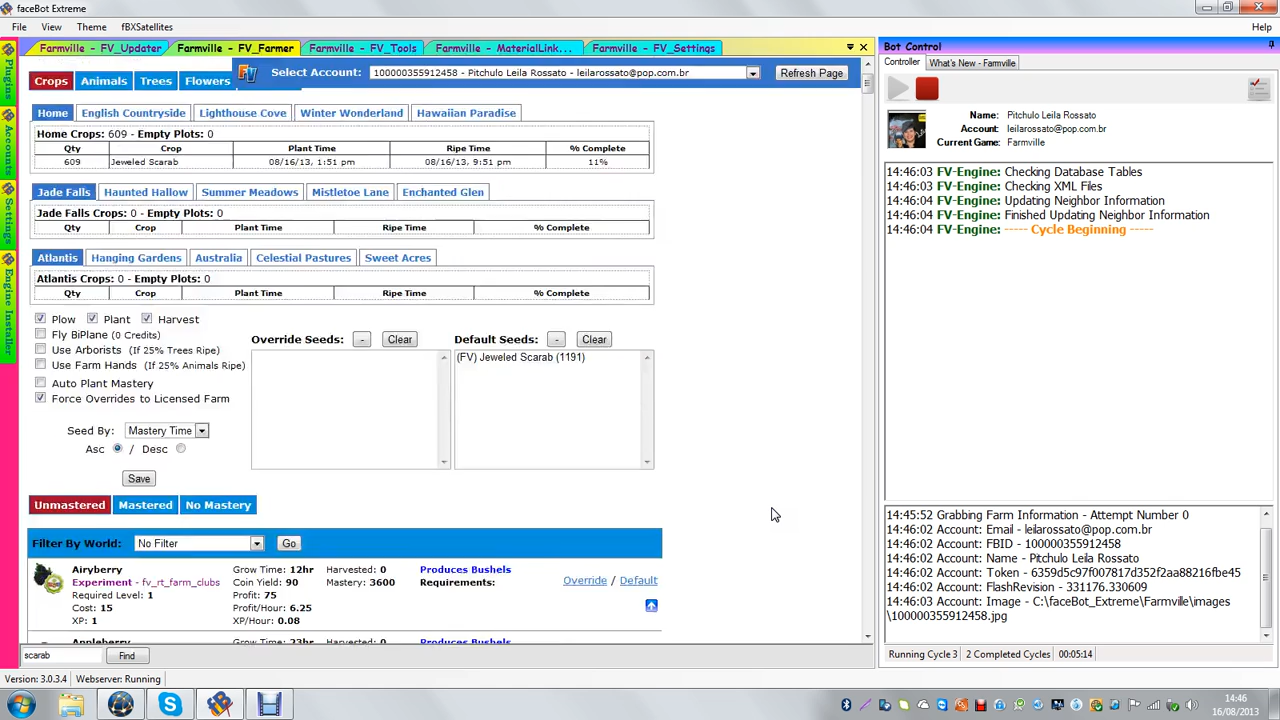 faceBot Extreme
File View Theme fBXSatellites Help
Farmville - FV_Updater Farmville - FV_Farmer Farmville - FV_Tools Farmville - MaterialLink... Farmville - FV_Settings
Plugins
Accounts
Settings
Engine Installer
Crops Animals Trees Flowers
Select Account: 100000355912458 - Pitchulo Leila Rossato - leilarossato@pop.com.br Refresh Page
Home English Countryside Lighthouse Cove Winter Wonderland Hawaiian Paradise
Home Crops: 609 - Empty Plots: 0
Qty Crop Plant Time Ripe Time % Complete
609 Jeweled Scarab 08/16/13, 1:51 pm 08/16/13, 9:51 pm 11%
Jade Falls Haunted Hallow Summer Meadows Mistletoe Lane Enchanted Glen
Jade Falls Crops: 0 - Empty Plots: 0
Qty Crop Plant Time Ripe Time % Complete
Atlantis Hanging Gardens Australia Celestial Pastures Sweet Acres
Atlantis Crops: 0 - Empty Plots: 0
Qty Crop Plant Time Ripe Time % Complete
Plow Plant Harvest
Fly BiPlane (0 Credits)
Use Arborists (If 25% Trees Ripe)
Use Farm Hands (If 25% Animals Ripe)
Auto Plant Mastery
Force Overrides to Licensed Farm
Seed By: Mastery Time
Asc / Desc
Save
Override Seeds: - Clear
Default Seeds: - Clear
(FV) Jeweled Scarab (1191)
Unmastered Mastered No Mastery
Filter By World: No Filter Go
Airyberry Grow Time: 12hr Harvested: 0 Produces Bushels
Experiment - fv_rt_farm_clubs Coin Yield: 90 Mastery: 3600 Requirements: Override / Default
Required Level: 1 Profit: 75
Cost: 15 Profit/Hour: 6.25
XP: 1 XP/Hour: 0.08
Appleberry Grow Time: 23hr Harvested: 0 Produces Bushels
scarab Find
Version: 3.0.3.4 Webserver: Running
Bot Control
Controller What's New - Farmville
Name: Pitchulo Leila Rossato
Account: leilarossato@pop.com.br
Current Game: Farmville
14:46:03 FV-Engine: Checking Database Tables
14:46:03 FV-Engine: Checking XML Files
14:46:04 FV-Engine: Updating Neighbor Information
14:46:04 FV-Engine: Finished Updating Neighbor Information
14:46:04 FV-Engine: ----- Cycle Beginning -----
14:45:52 Grabbing Farm Information - Attempt Number 0
14:46:02 Account: Email - leilarossato@pop.com.br
14:46:02 Account: FBID - 100000355912458
14:46:02 Account: Name - Pitchulo Leila Rossato
14:46:02 Account: Token - 6359d5c97f007817d352f2aa88216fbe45
14:46:02 Account: FlashRevision - 331176.330609
14:46:03 Account: Image - C:\faceBot_Extreme\Farmville\images
\100000355912458.jpg
Running Cycle 3 2 Completed Cycles 00:05:14
14:46
16/08/2013